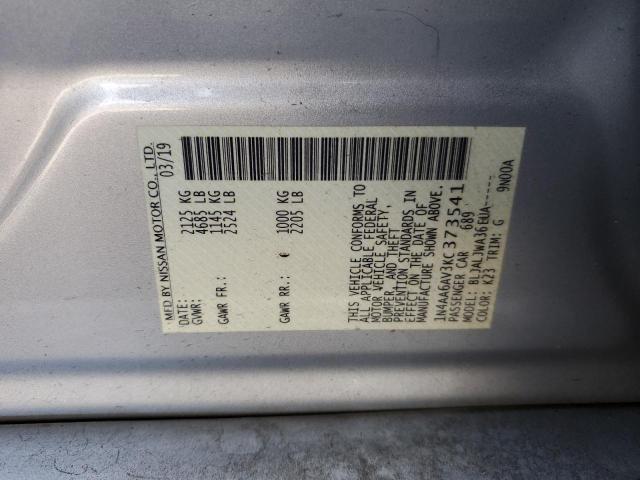 MFD BY NISSAN MOTOR CO., LTD.
DATE: 03/19
GVWR: 2125 KG
4685 LB
GAWR FR: 1145 KG
2524 LB
GAWR RR: 1000 KG
2205 LB
THIS VEHICLE CONFORMS TO
ALL APPLICABLE FEDERAL
MOTOR VEHICLE SAFETY,
BUMPER, AND THEFT
PREVENTION STANDARDS IN
EFFECT ON THE DATE OF
MANUFACTURE SHOWN ABOVE.
1N4AA6AV3KC373541
PASSENGER CAR 689
MODEL: BLJALJWA36EUA-----
COLOR: K23 TRIM: G 9N00A